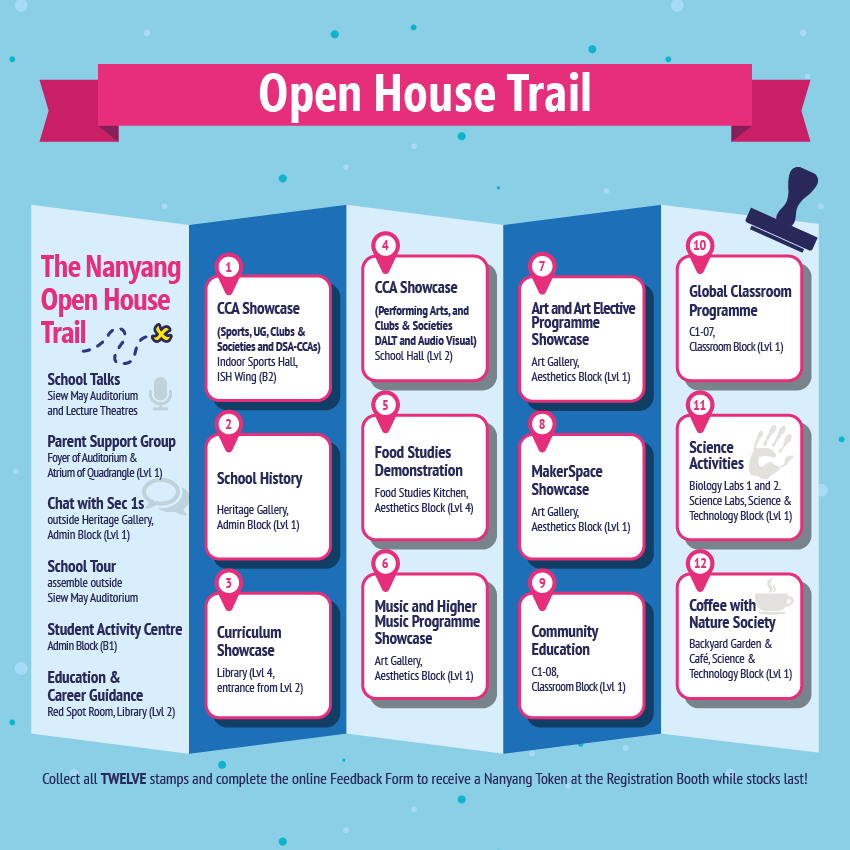 Open House Trail
The Nanyang
Open House
Trail
School Talks
Siew May Auditorium
and Lecture Theatres
Parent Support Group
Foyer of Auditorium &
Atrium of Quadrangle (Lvl 1)
Chat with Sec 1s
outside Heritage Gallery,
Admin Block (Lvl 1)
School Tour
assemble outside
Siew May Auditorium
Student Activity Centre
Admin Block (B1)
Education &
Career Guidance
Red Spot Room, Library (Lvl 2)
1
CCA Showcase
(Sports, UG, Clubs &
Societies and DSA-CCAs)
Indoor Sports Hall,
ISH Wing (B2)
2
School History
Heritage Gallery,
Admin Block (Lvl 1)
3
Curriculum
Showcase
Library (Lvl 4,
entrance from Lvl 2)
4
CCA Showcase
(Performing Arts, and
Clubs & Societies
DALT and Audio Visual)
School Hall (Lvl 2)
5
Food Studies
Demonstration
Food Studies Kitchen,
Aesthetics Block (Lvl 4)
6
Music and Higher
Music Programme
Showcase
Art Gallery,
Aesthetics Block (Lvl 1)
7
Art and Art Elective
Programme
Showcase
Art Gallery,
Aesthetics Block (Lvl 1)
8
MakerSpace
Showcase
Art Gallery,
Aesthetics Block (Lvl 1)
9
Community
Education
C1-08,
Classroom Block (Lvl 1)
10
Global Classroom
Programme
C1-07,
Classroom Block (Lvl 1)
11
Science
Activities
Biology Labs 1 and 2.
Science Labs, Science &
Technology Block (Lvl 1)
12
Coffee with
Nature Society
Backyard Garden &
Café, Science &
Technology Block (Lvl 1)
Collect all TWELVE stamps and complete the online Feedback Form to receive a Nanyang Token at the Registration Booth while stocks last!